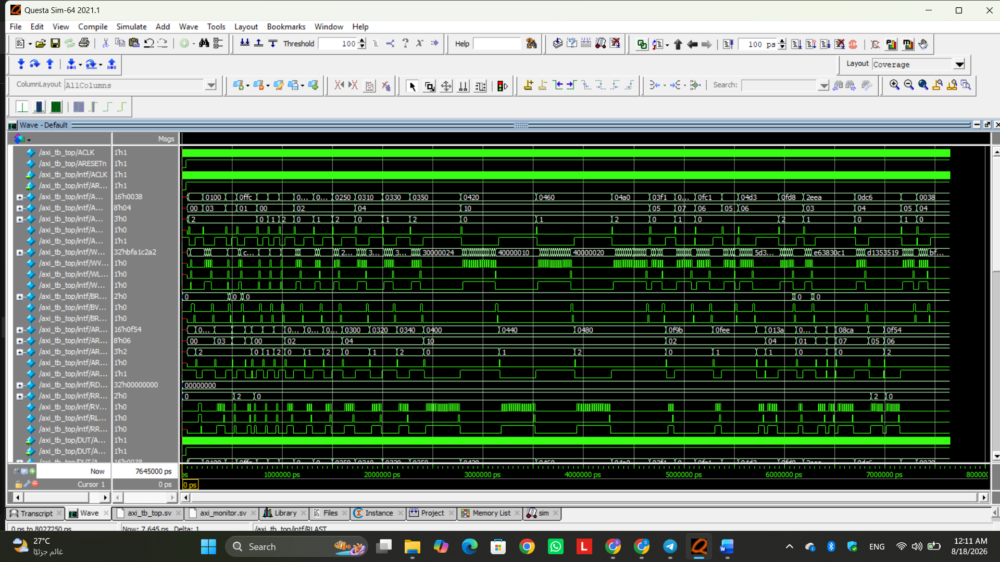 Questa Sim-64 2021.1
File Edit View Compile Simulate Add Wave Tools Layout Bookmarks Window Help
Threshold 100 Help 100 ps
Layout Coverage
ColumnLayout AllColumns Search:
Wave - Default
Msgs
/axi_tb_top/ACLK 1'h1
/axi_tb_top/ARESETn 1'h1
/axi_tb_top/intf/ACLK 1'h1
/axi_tb_top/intf/AR... 1'h1
/axi_tb_top/intf/A... 16'h0038 0100 0ffc 0... 0... 0250 0310 0330 0350 0420 0460 04a0 03f1 0... 0fc1 04d3 0fd8 2eea 0dc6 0038
/axi_tb_top/intf/A... 8'h04 00 03 01 00 02 04 10 05 07 06 05 06 03 04 05 04
/axi_tb_top/intf/A... 3'h0 2 0 1 2 0 1 2 0 1 2 0 1 2 0 1 0 2 1 0 1 0
/axi_tb_top/intf/A... 1'h0
/axi_tb_top/intf/A... 1'h1
/axi_tb_top/intf/W... 32'hbfa1c2a2 c... 2... 3... 3... 30000024 40000010 40000020 5d3... e63830c1 d1353519 bf...
/axi_tb_top/intf/WV... 1'h0
/axi_tb_top/intf/WL... 1'h0
/axi_tb_top/intf/W... 1'h0
/axi_tb_top/intf/BR... 2'h0 0 0 0 0 0
/axi_tb_top/intf/BV... 1'h0
/axi_tb_top/intf/BR... 1'h0
/axi_tb_top/intf/AR... 16'h0f54 0... 0... 0... 0... 0300 0320 0340 0400 0440 0480 0f9b 0fee 013a 0... 08ca 0f54
/axi_tb_top/intf/AR... 8'h06 00 03 00 02 04 10 02 04 01 07 05 06
/axi_tb_top/intf/AR... 3'h2 2 0 1 2 0 1 2 0 1 2 0 1 2 0 1 1 0 0 2
/axi_tb_top/intf/AR... 1'h0
/axi_tb_top/intf/AR... 1'h1
/axi_tb_top/intf/RD... 32'h00000000 00000000
/axi_tb_top/intf/RR... 2'h0 0 2 0 2 0
/axi_tb_top/intf/RV... 1'h0
/axi_tb_top/intf/RL... 1'h0
/axi_tb_top/intf/RR... 1'h0
/axi_tb_top/DUT/A... 1'h1
/axi_tb_top/DUT/A... 1'h1
Now 7645000 ps ps 1000000 ps 2000000 ps 3000000 ps 4000000 ps 5000000 ps 6000000 ps 7000000 ps 800000
Cursor 1 0 ps 0 ps
Transcript Wave axi_tb_top.sv axi_monitor.sv Library Files Instance Project Memory List sim
0 ps to 8027250 ps Now: 7,645 ns Delta: 1 /axi_tb_top/intf/RLAST
27°C
غائم جزئيًا
Search
ENG
12:11 AM
8/18/2026